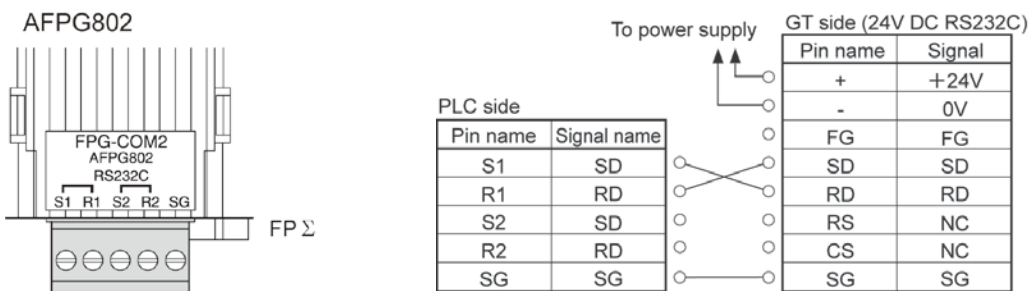 AFPG802
FPG-COM2
AFPG802
RS232C
S1 R1 S2 R2 SG
FP Σ
To power supply
PLC side
Pin name Signal name
S1 SD
R1 RD
S2 SD
R2 RD
SG SG
GT side (24V DC RS232C)
Pin name Signal
+ +24V
- 0V
FG FG
SD SD
RD RD
RS NC
CS NC
SG SG